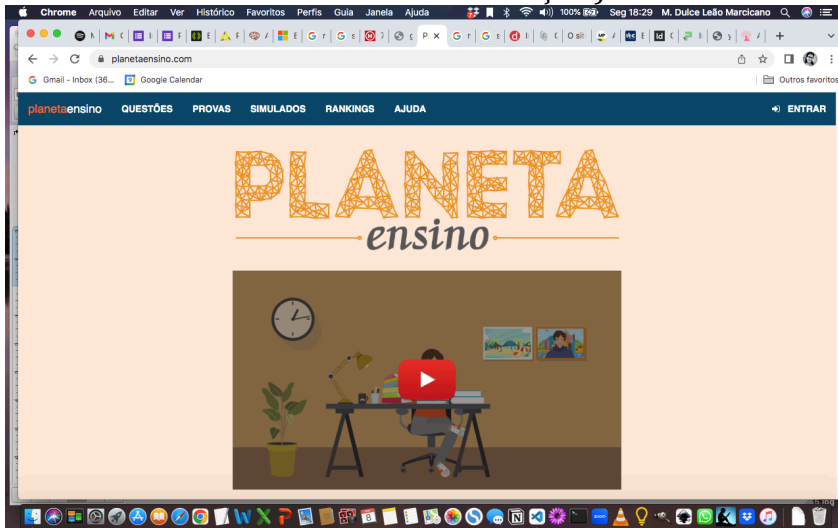 Chrome Arquivo Editar Ver Histórico Favoritos Perfis Guia Janela Ajuda 100% Seg 18:29 M. Dulce Leão Marcicano
planetaensino.com
Gmail - Inbox (36... Google Calendar Outros favoritos
planetaensino QUESTÕES PROVAS SIMULADOS RANKINGS AJUDA ENTRAR
PLANETA
ensino